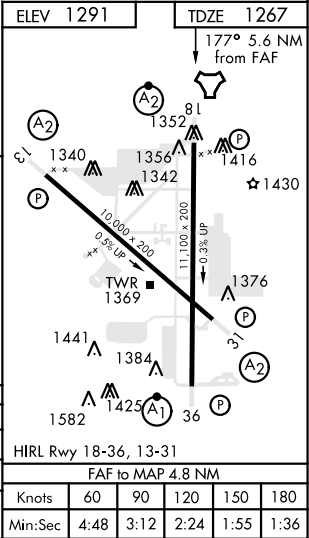 ELEV 1291
TDZE 1267
177° 5.6 NM
from FAF
A2
18
1352
A2
13
P
1340
1356
1416
1342
1430
P
10,000 x 200
0.5% UP
11,100 x 200
0.3% UP
TWR
1369
1376
P
31
1441
1384
A2
1425
A1
1582
36
P
HIRL Rwy 18-36, 13-31
FAF to MAP 4.8 NM
Knots 60 90 120 150 180
Min:Sec 4:48 3:12 2:24 1:55 1:36